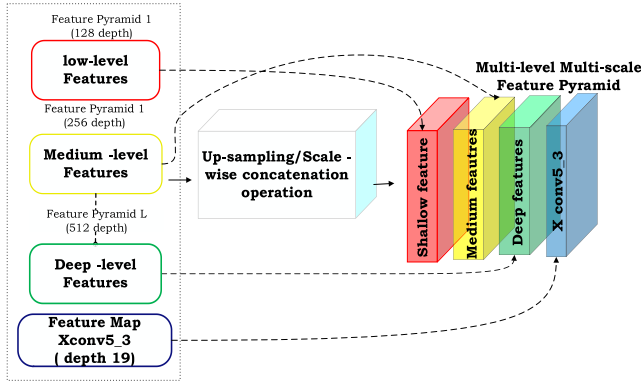 Feature Pyramid 1
(128 depth)
low-level
Features
Feature Pyramid 1
(256 depth)
Medium -level
Features
Feature Pyramid L
(512 depth)
Deep -level
Features
Feature Map
Xconv5_3
( depth 19)
Up-sampling/Scale -
wise concatenation
operation
Multi-level Multi-scale
Feature Pyramid
Shallow feature
Medium feautres
Deep features
X conv5_3